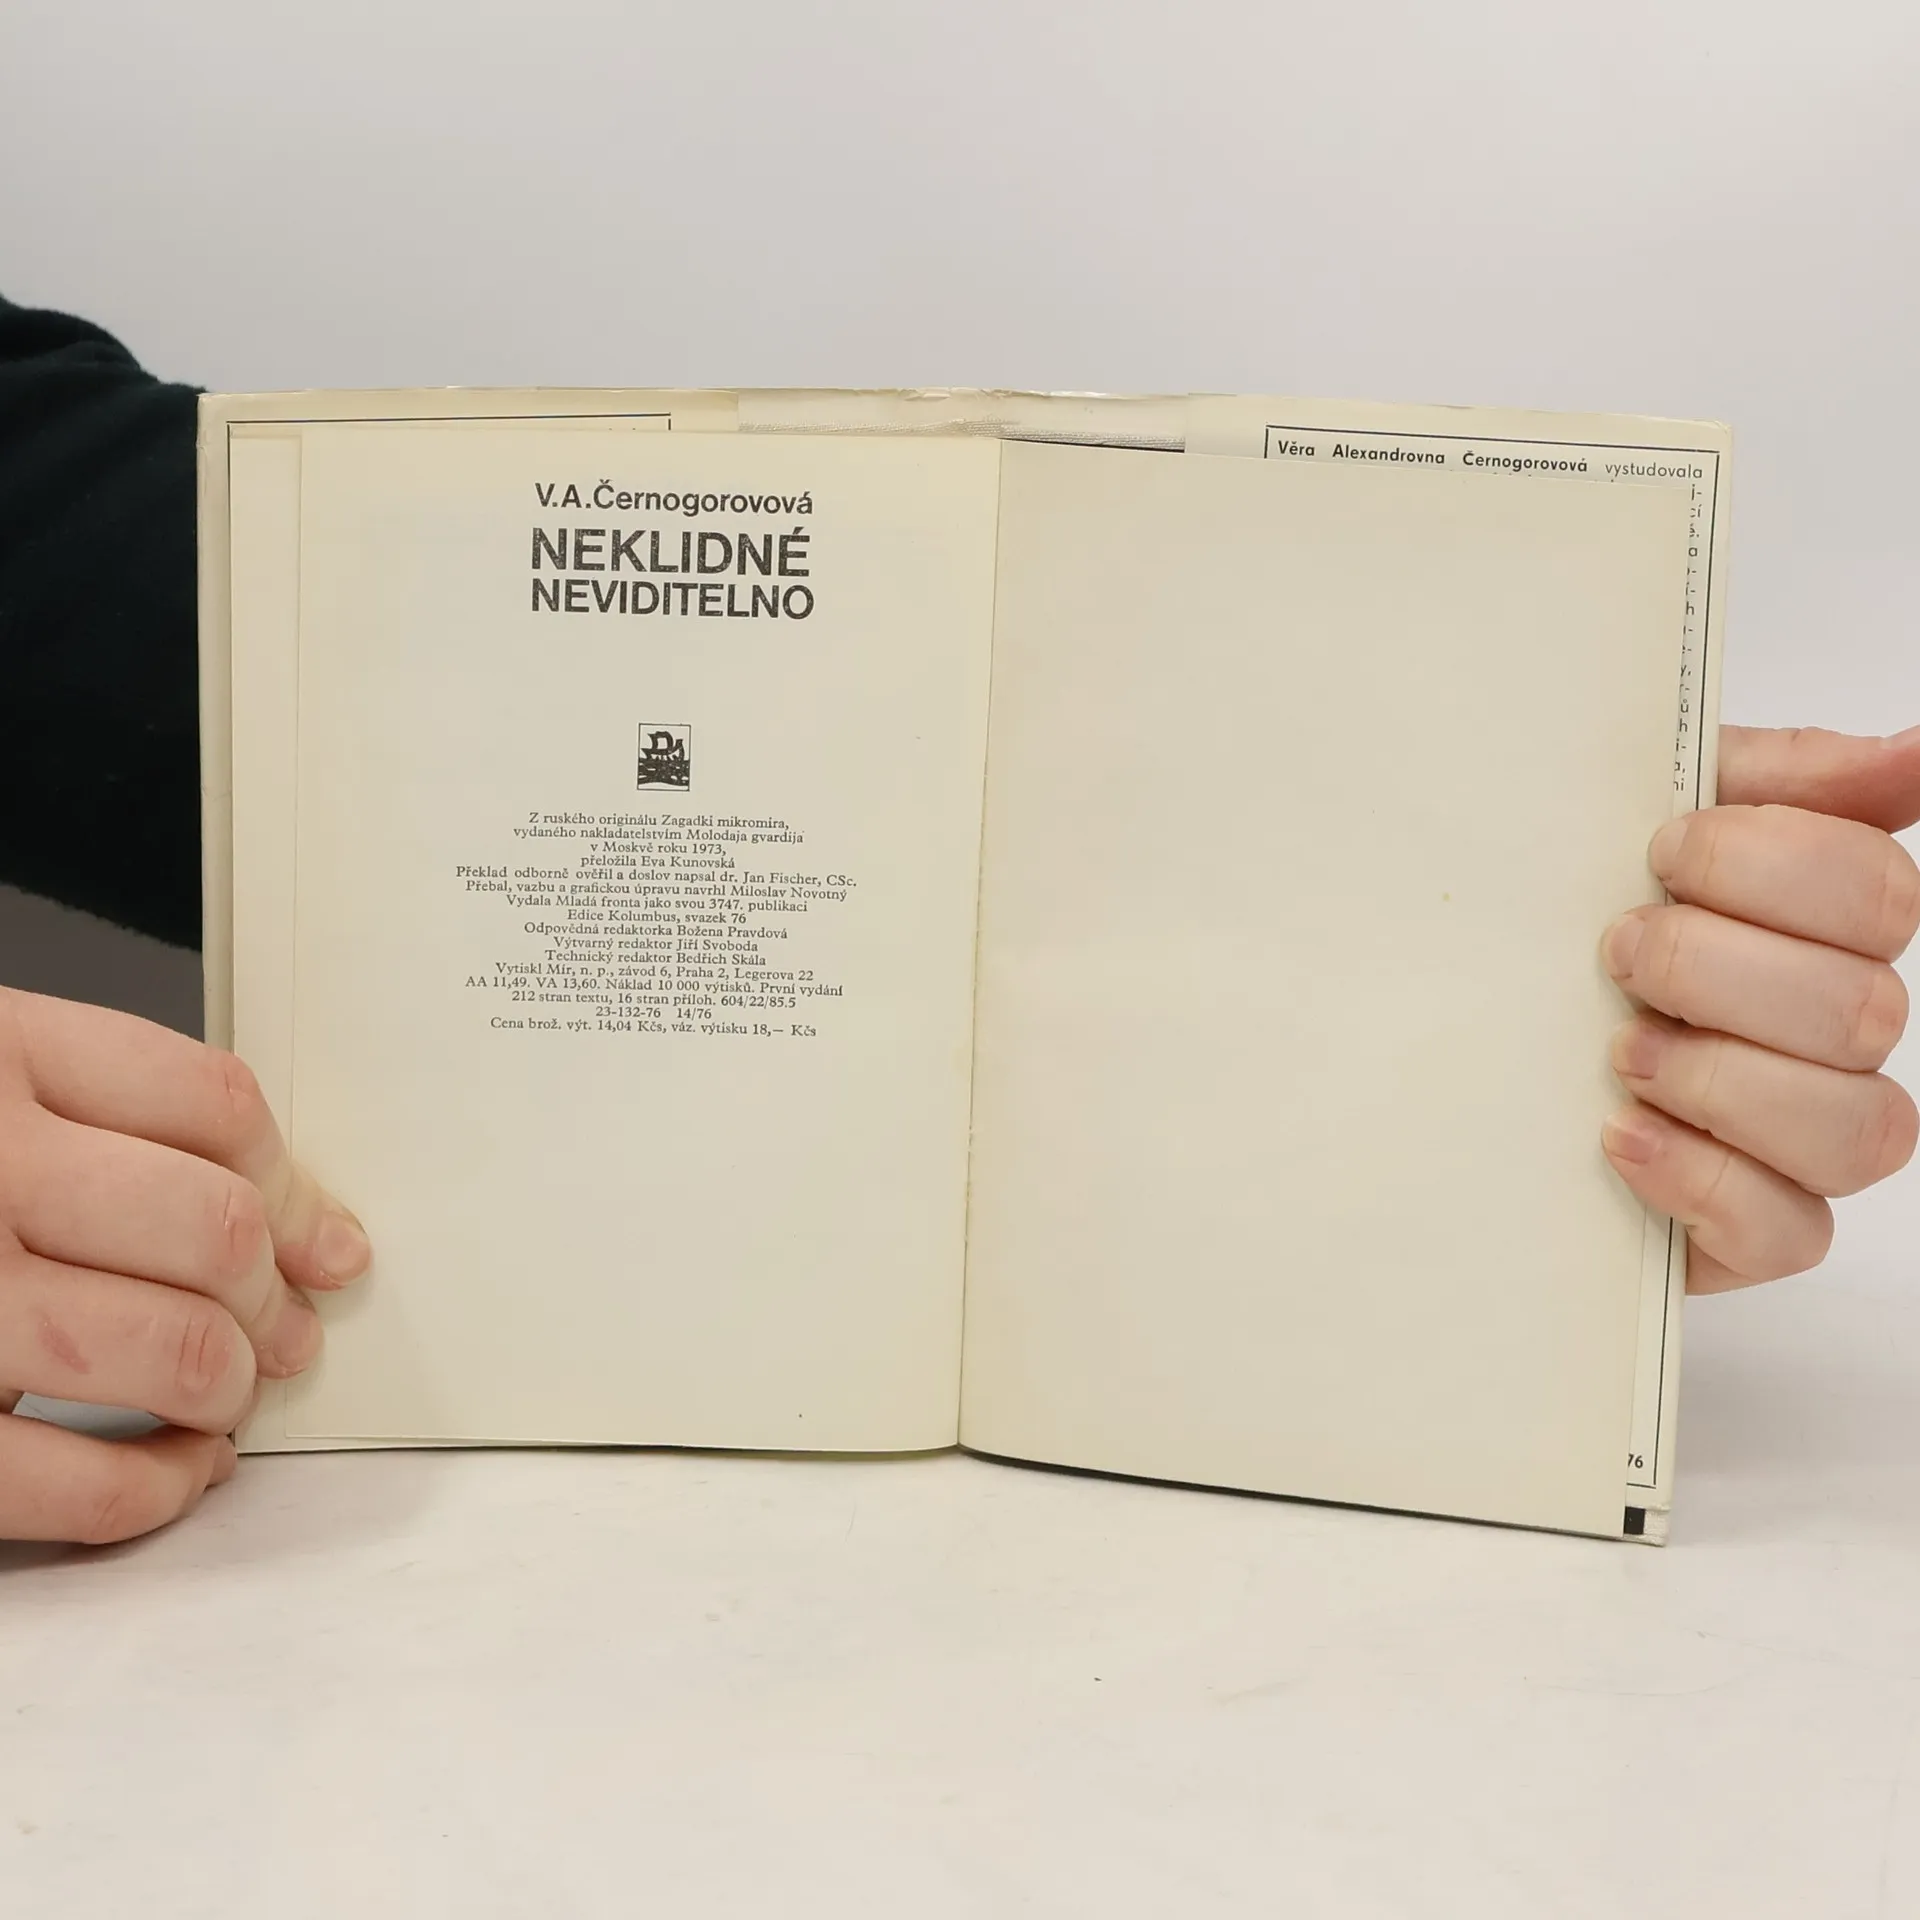 V.A.Černogorovová
NEKLIDNÉ
NEVIDITELNO
Z ruského originálu Zagadki mikromira,
vydaného nakladatelstvím Molodaja gvardija
v Moskvě roku 1973,
přeložila Eva Kunovská
Překlad odborně ověřil a doslov napsal dr. Jan Fischer, CSc.
Přebal, vazbu a grafickou úpravu navrhl Miloslav Novotný
Vydala Mladá fronta jako svou 3747. publikaci
Edice Kolumbus, svazek 76
Odpovědná redaktorka Božena Pravdová
Výtvarný redaktor Jiří Svoboda
Technický redaktor Bedřich Skála
Vytiskl Mír, n. p., závod 6, Praha 2, Legerova 22
AA 11,49. VA 13,60. Náklad 10 000 výtisků. První vydání
212 stran textu, 16 stran příloh. 604/22/85.5
23-132-76 14/76
Cena brož. výt. 14,04 Kčs, váz. výtisku 18,— Kčs
Věra Alexandrovna Černogorovová vystudovala
76